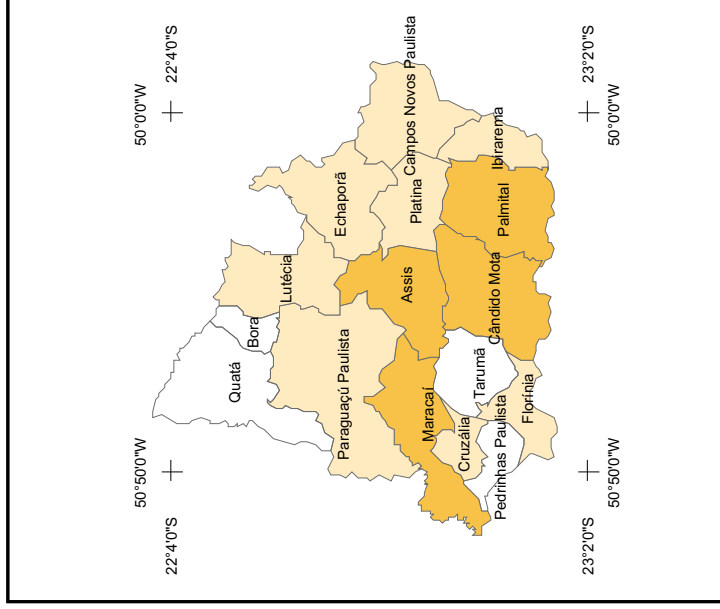 50°50'0"W
50°0'0"W
22°4'0"S
22°4'0"S
Quatá
Bora
Lutécia
Echaporã
Paraguaçú Paulista
Platina
Assis
Campos Novos Paulista
Maracaí
Cruzália
Tarumã
Cândido Mota
Ibirarema
Pedrinhas Paulista
Palmital
Florínia
23°2'0"S
23°2'0"S
50°50'0"W
50°0'0"W